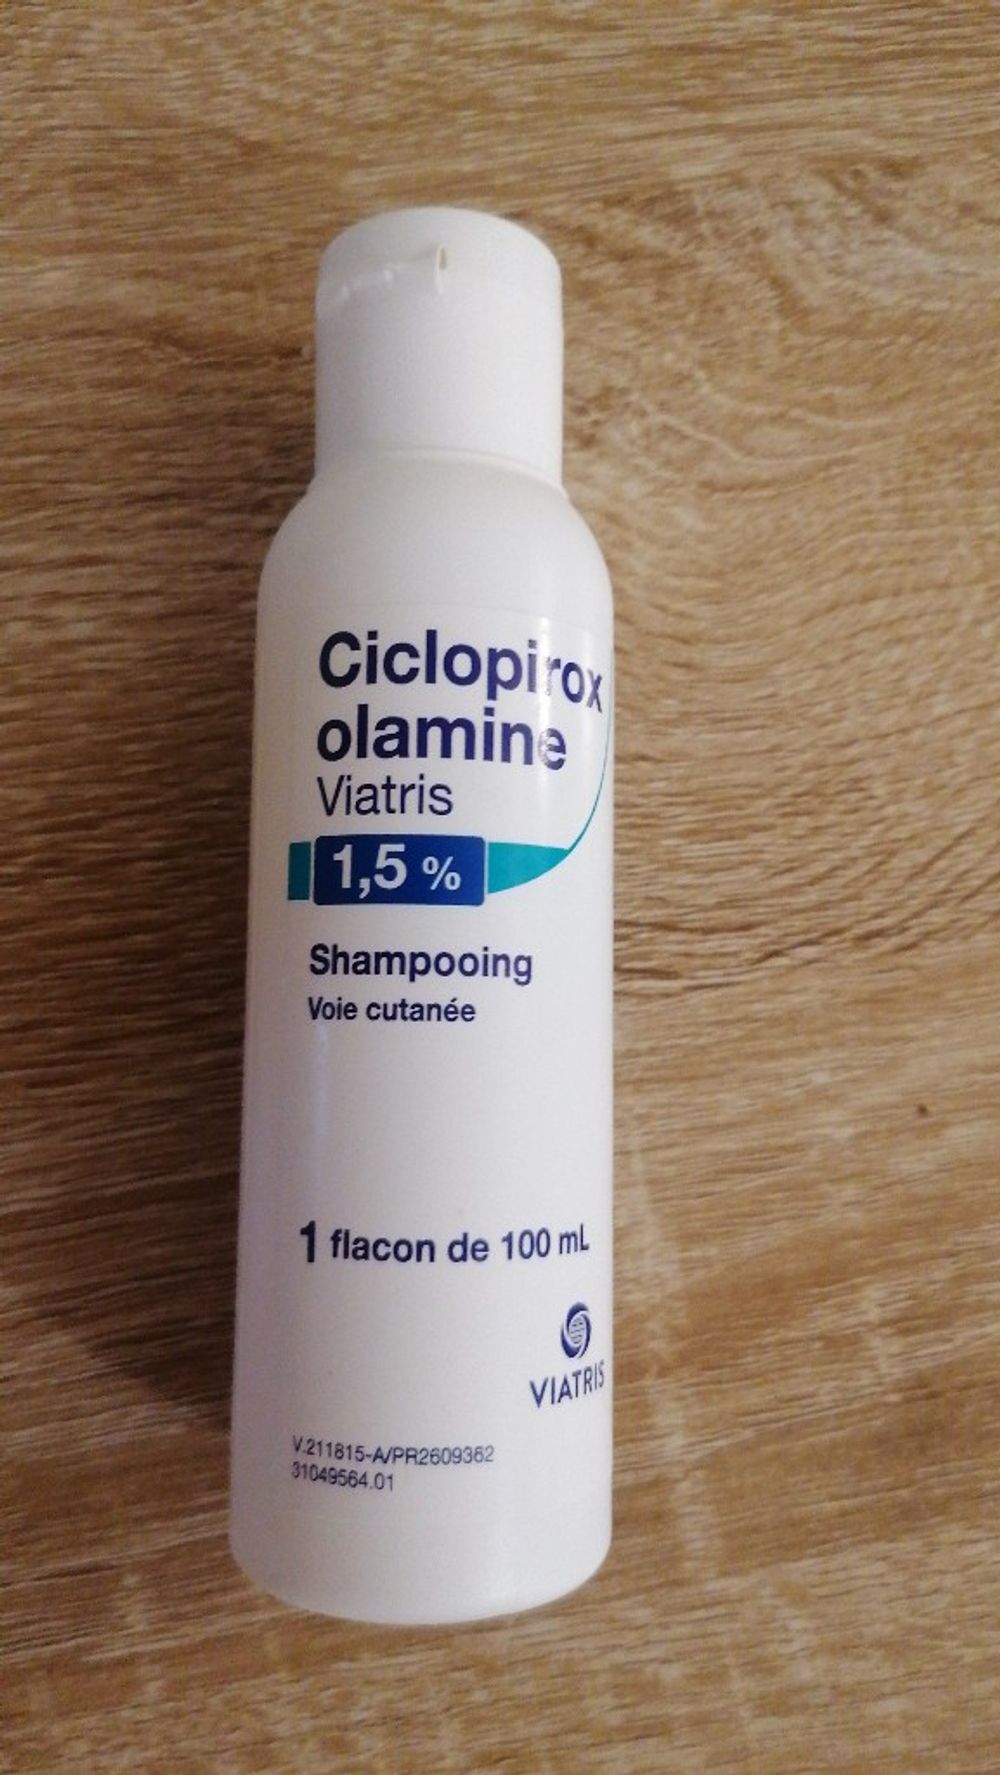 Ciclopirox
olamine
Viatris
1,5 %
Shampooing
Voie cutanée
1 flacon de 100 mL
VIATRIS
V.211815-A/PR2609362
31049564.01